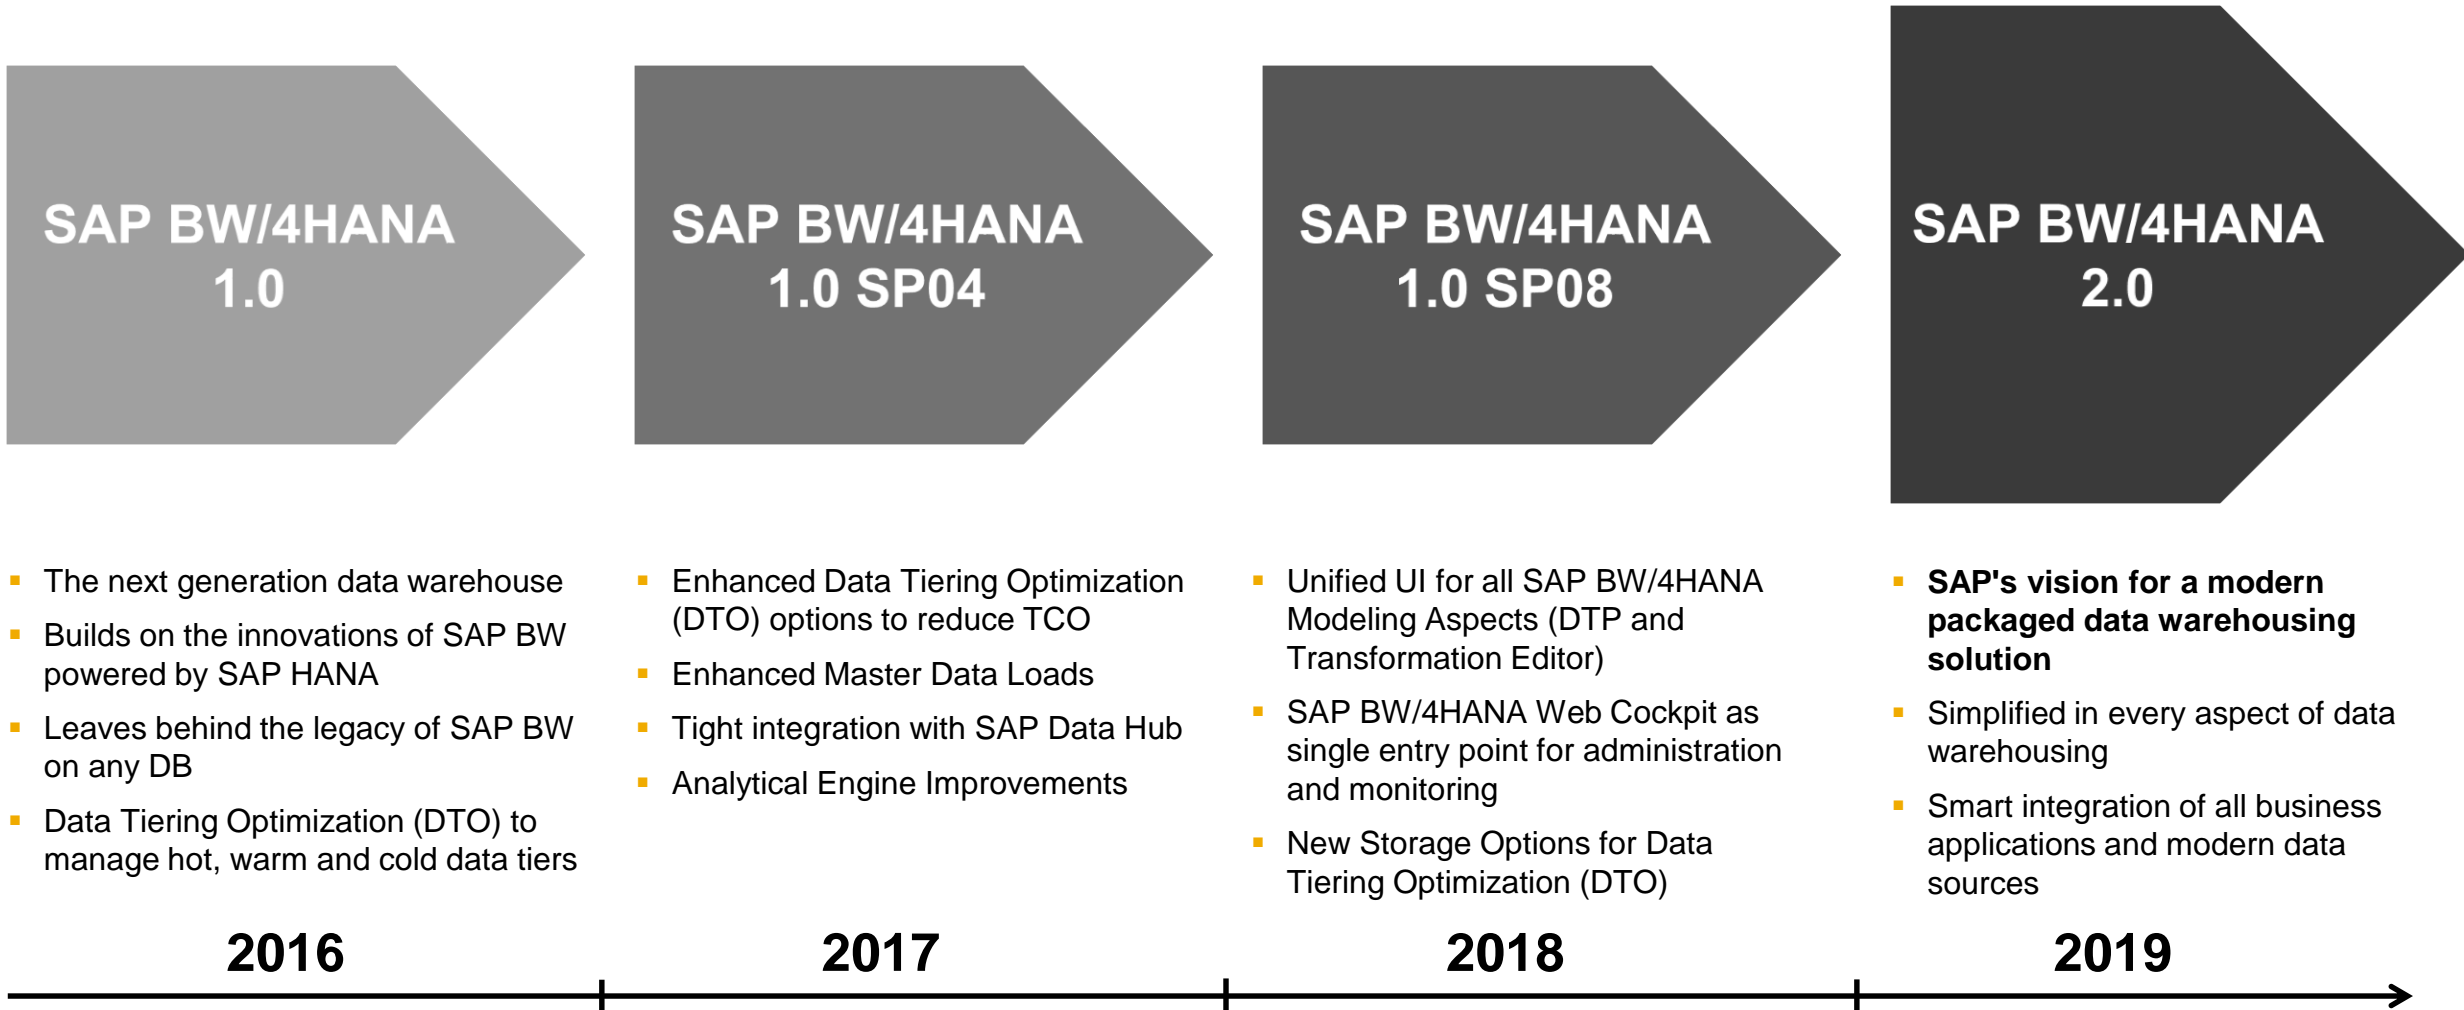 SAP BW/4HANA
1.0
SAP BW/4HANA
1.0 SP04
SAP BW/4HANA
1.0 SP08
SAP BW/4HANA
2.0
▪ The next generation data warehouse
▪ Builds on the innovations of SAP BW
powered by SAP HANA
▪ Leaves behind the legacy of SAP BW
on any DB
▪ Data Tiering Optimization (DTO) to
manage hot, warm and cold data tiers
▪ Enhanced Data Tiering Optimization
(DTO) options to reduce TCO
▪ Enhanced Master Data Loads
▪ Tight integration with SAP Data Hub
▪ Analytical Engine Improvements
▪ Unified UI for all SAP BW/4HANA
Modeling Aspects (DTP and
Transformation Editor)
▪ SAP BW/4HANA Web Cockpit as
single entry point for administration
and monitoring
▪ New Storage Options for Data
Tiering Optimization (DTO)
▪ SAP's vision for a modern
packaged data warehousing
solution
▪ Simplified in every aspect of data
warehousing
▪ Smart integration of all business
applications and modern data
sources
2016
2017
2018
2019